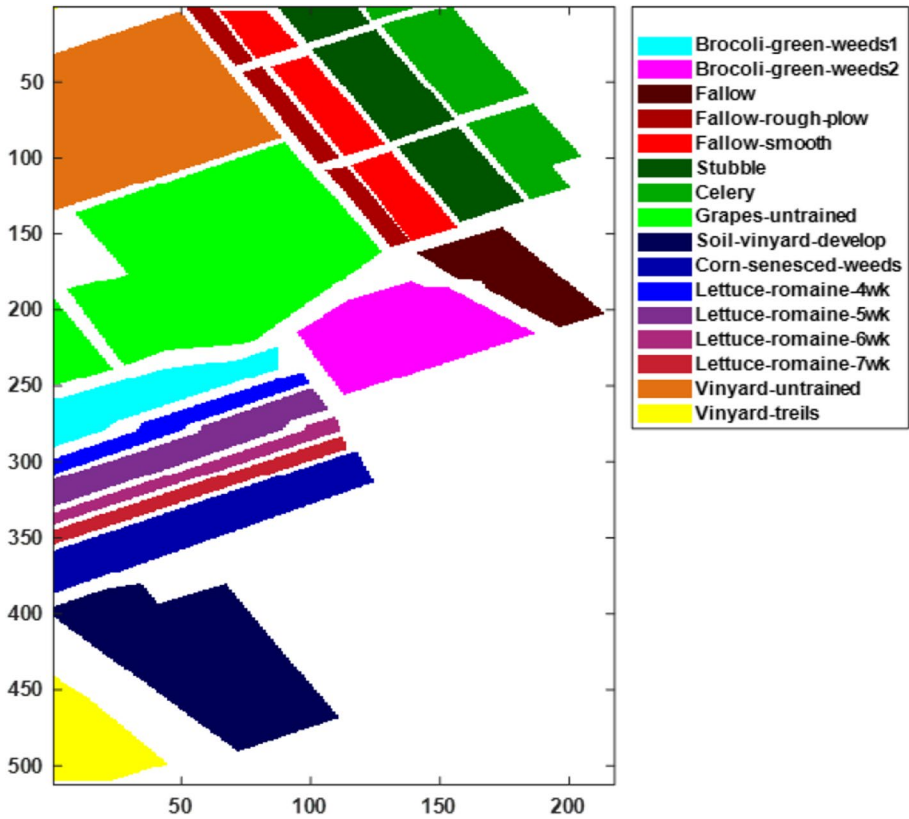 50
100
150
200
250
300
350
400
450
500
50
100
150
200
Brocoli-green-weeds1
Brocoli-green-weeds2
Fallow
Fallow-rough-plow
Fallow-smooth
Stubble
Celery
Grapes-untrained
Soil-vinyard-develop
Corn-senesced-weeds
Lettuce-romaine-4wk
Lettuce-romaine-5wk
Lettuce-romaine-6wk
Lettuce-romaine-7wk
Vinyard-untrained
Vinyard-treils